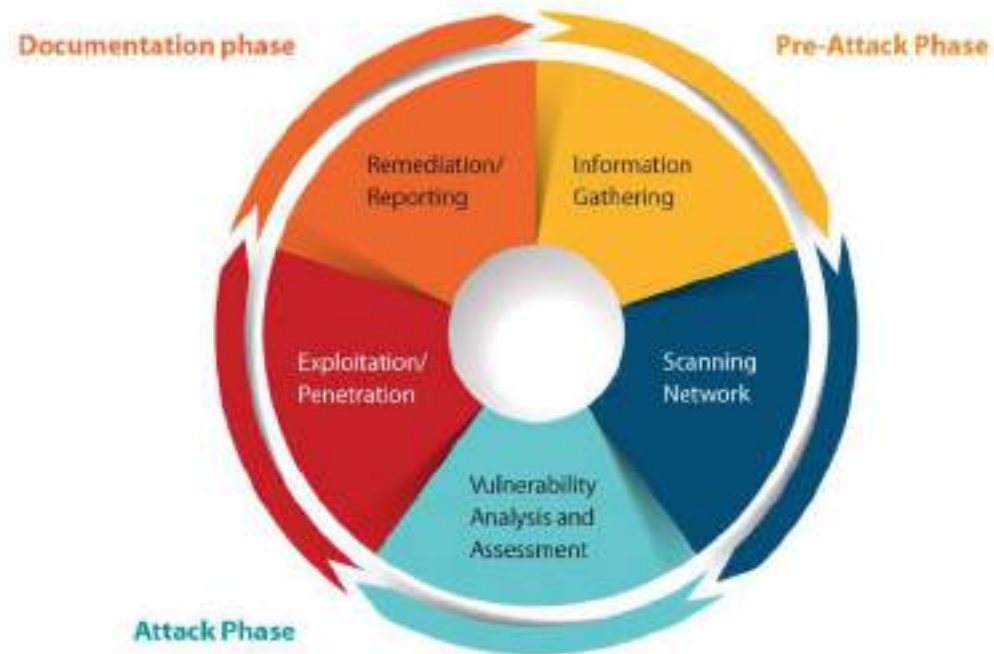 Documentation phase
Pre-Attack Phase
Remediation/
Reporting
Information
Gathering
Exploitation/
Penetration
Scanning
Network
Vulnerability
Analysis and
Assessment
Attack Phase